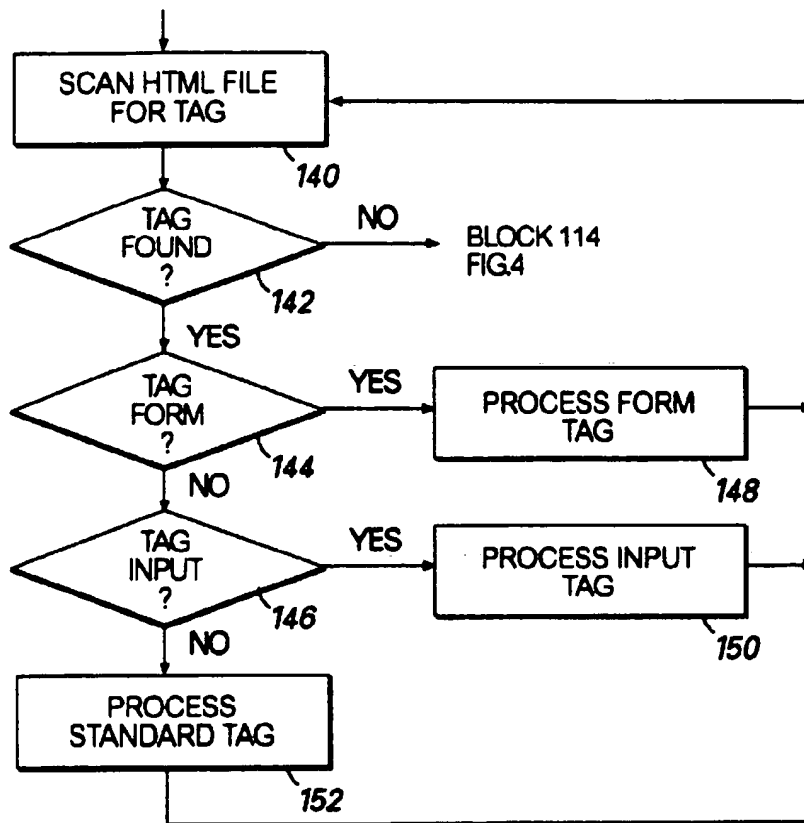 SCAN HTML FILE
FOR TAG
140
TAG
FOUND
?
142
NO
BLOCK 114
FIG.4
YES
TAG
FORM
?
144
YES
PROCESS FORM
TAG
148
NO
TAG
INPUT
?
146
YES
PROCESS INPUT
TAG
150
NO
PROCESS
STANDARD TAG
152